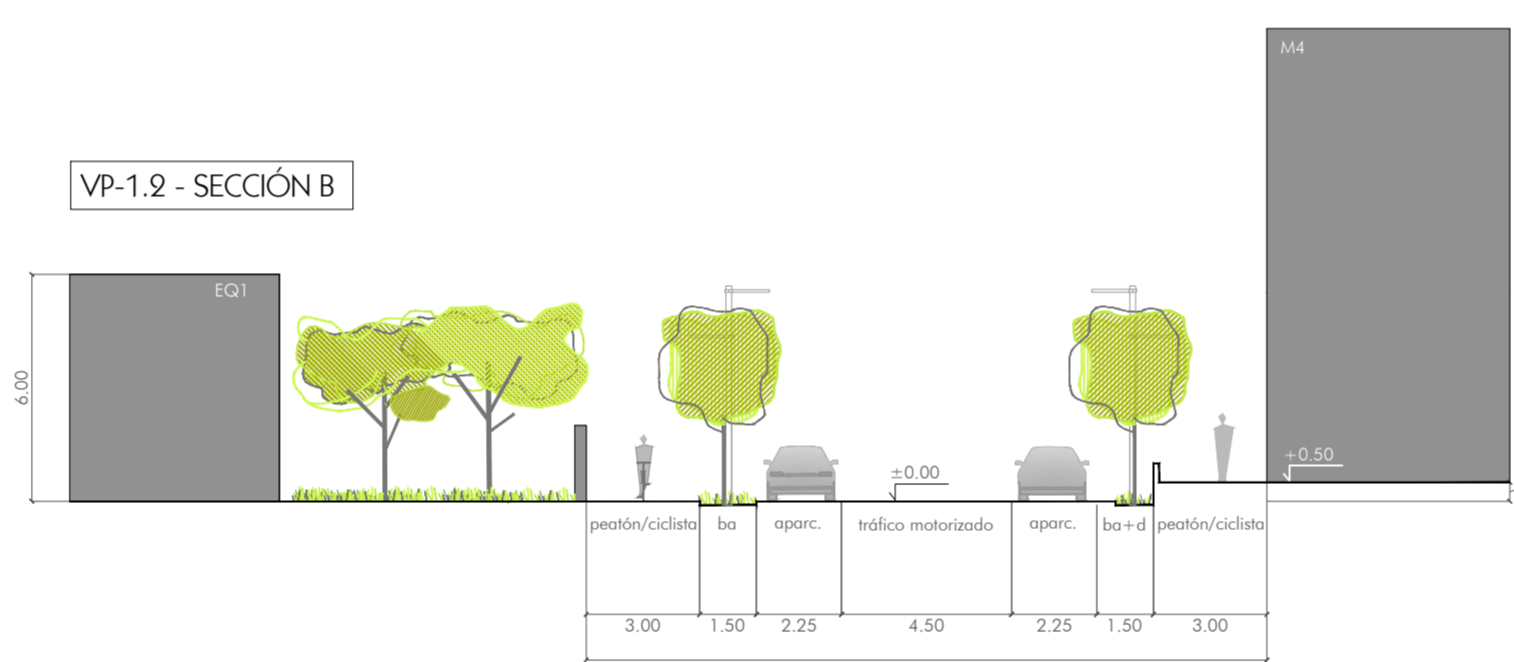 M4
VP-1.2 - SECCIÓN B
EQ1
6.00
+0.50
±0.00
peatón/ciclista ba aparc. tráfico motorizado aparc. ba+d peatón/ciclista
3.00 1.50 2.25 4.50 2.25 1.50 3.00